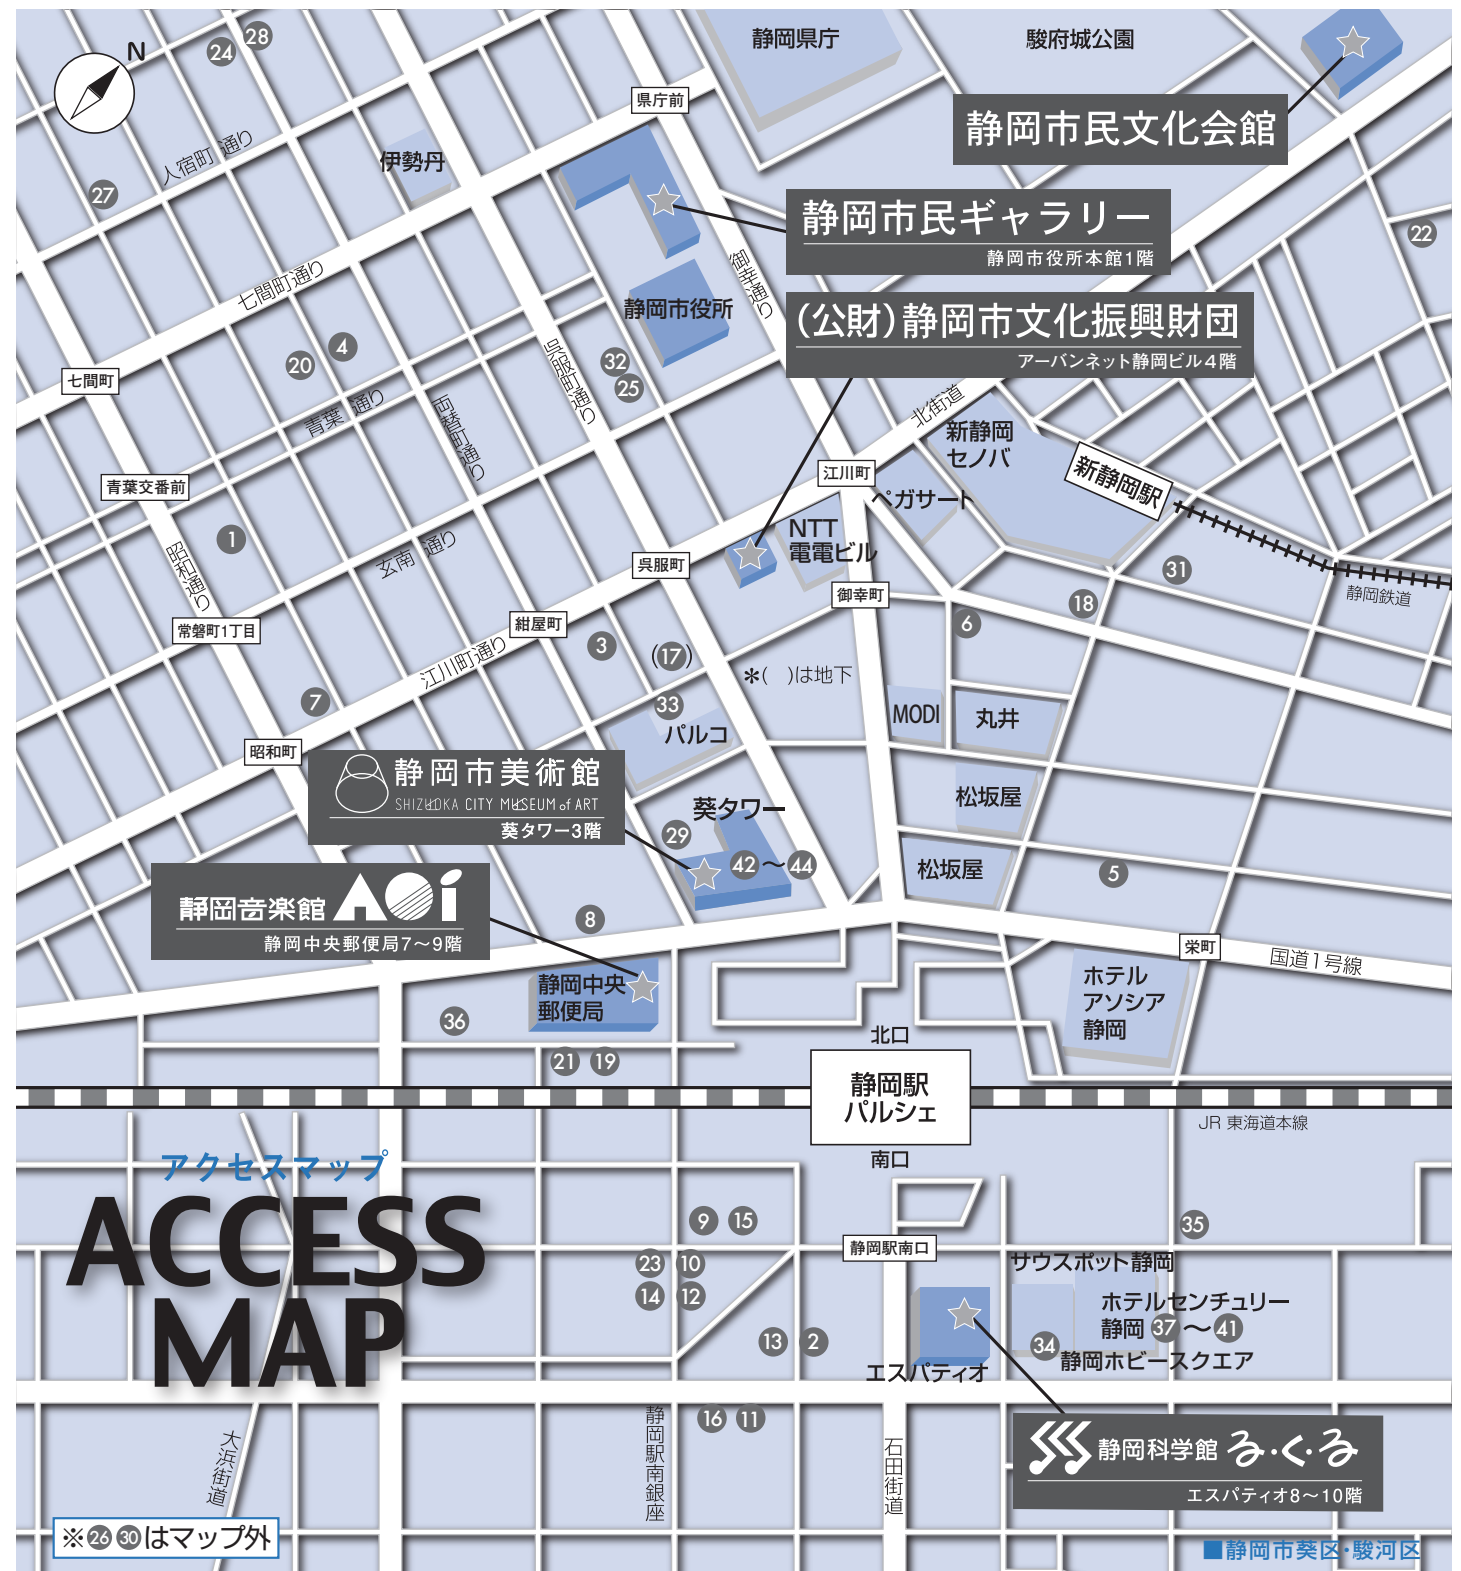 N
24
28
静岡県庁
駿府城公園
県庁前
静岡市民文化会館
人宿町通り
伊勢丹
27
静岡市民ギャラリー
静岡市役所本館1階
22
御幸通り
七間町通り
静岡市役所
(公財)静岡市文化振興財団
アーバンネット静岡ビル4階
4
20
32
25
呉服町通り
七間町
青葉通り
両替町通り
北街道
新静岡
セノバ
新静岡駅
江川町
青葉交番前
ペガサート
NTT
電電ビル
1
昭和通り
玄南通り
呉服町
御幸町
31
18
静岡鉄道
常磐町1丁目
紺屋町
3
(17)
6
江川町通り
＊( )は地下
7
33
パルコ
MODI
丸井
昭和町
静岡市美術館
SHIZUOKA CITY MUSEUM of ART
葵タワー3階
葵タワー
29
42〜44
松坂屋
松坂屋
5
静岡音楽館 AOi
静岡中央郵便局7〜9階
8
栄町
国道1号線
静岡中央
郵便局
ホテル
アソシア
静岡
36
21
19
北口
静岡駅
パルシェ
JR 東海道本線
南口
アクセスマップ
ACCESS
MAP
9
15
35
23
10
14
12
静岡駅南口
サウスポット静岡
ホテルセンチュリー
静岡 37〜41
13
2
34
静岡ホビースクエア
エスパティオ
16
11
静岡駅南銀座
石田街道
大浜街道
静岡科学館 る・く・る
エスパティオ8〜10階
※26 30はマップ外
■静岡市葵区・駿河区